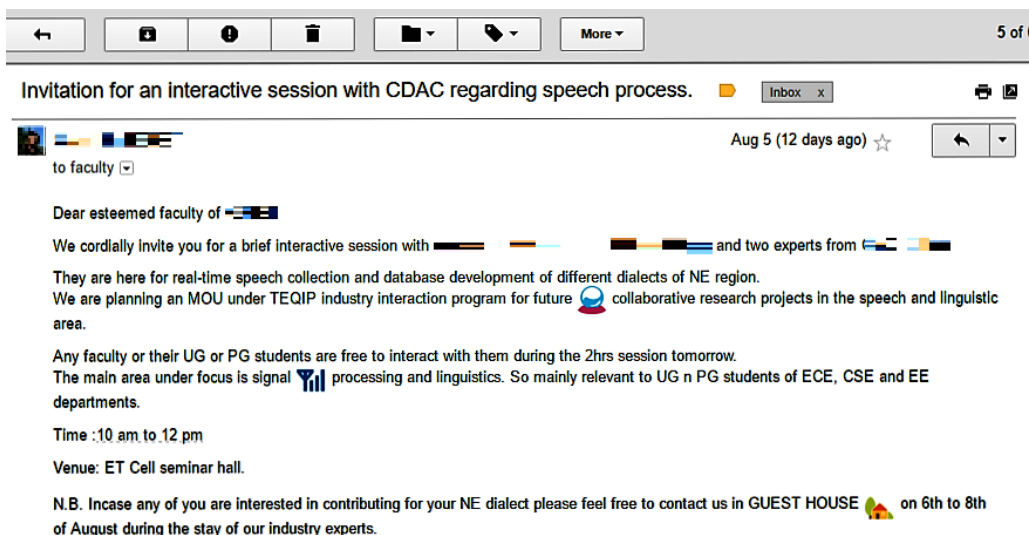 More
5 of
Invitation for an interactive session with CDAC regarding speech process.
Inbox x
Aug 5 (12 days ago)
to faculty
Dear esteemed faculty of
We cordially invite you for a brief interactive session with and two experts from
They are here for real-time speech collection and database development of different dialects of NE region.
We are planning an MOU under TEQIP industry interaction program for future collaborative research projects in the speech and linguistic
area.
Any faculty or their UG or PG students are free to interact with them during the 2hrs session tomorrow.
The main area under focus is signal processing and linguistics. So mainly relevant to UG n PG students of ECE, CSE and EE
departments.
Time :10 am to 12 pm
Venue: ET Cell seminar hall.
N.B. Incase any of you are interested in contributing for your NE dialect please feel free to contact us in GUEST HOUSE on 6th to 8th
of August during the stay of our industry experts.